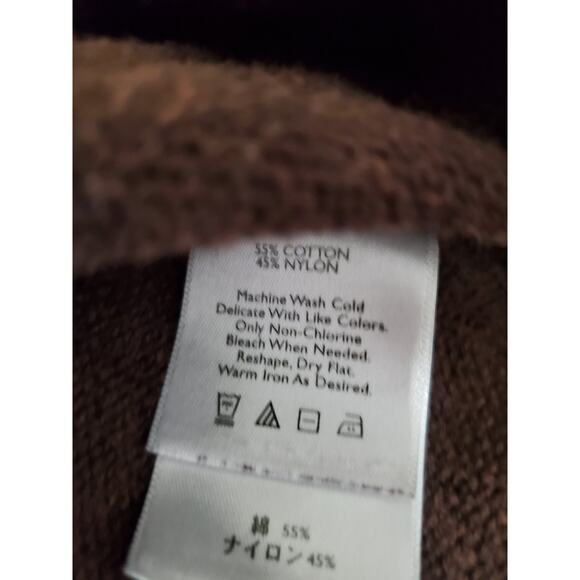 55% COTTON
45% NYLON
Machine Wash Cold
Delicate With Like Colors.
Only Non-Chlorine
Bleach When Needed.
Reshape, Dry Flat.
Warm Iron As Desired.
綿 55%
ナイロン 45%